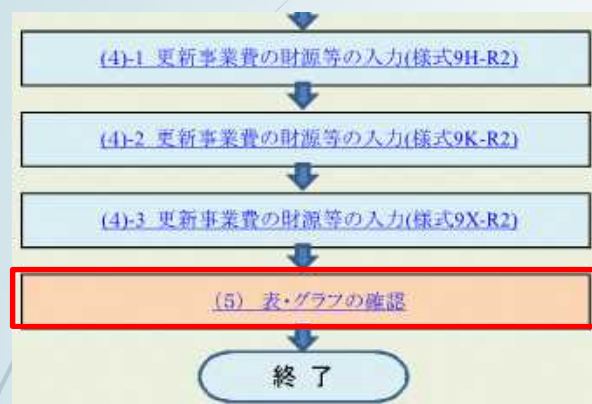 (4)-1 更新事業費の財源等の入力(様式9H-R2)
(4)-2 更新事業費の財源等の入力(様式9K-R2)
(4)-3 更新事業費の財源等の入力(様式9X-R2)
(5) 表・グラフの確認
終 了